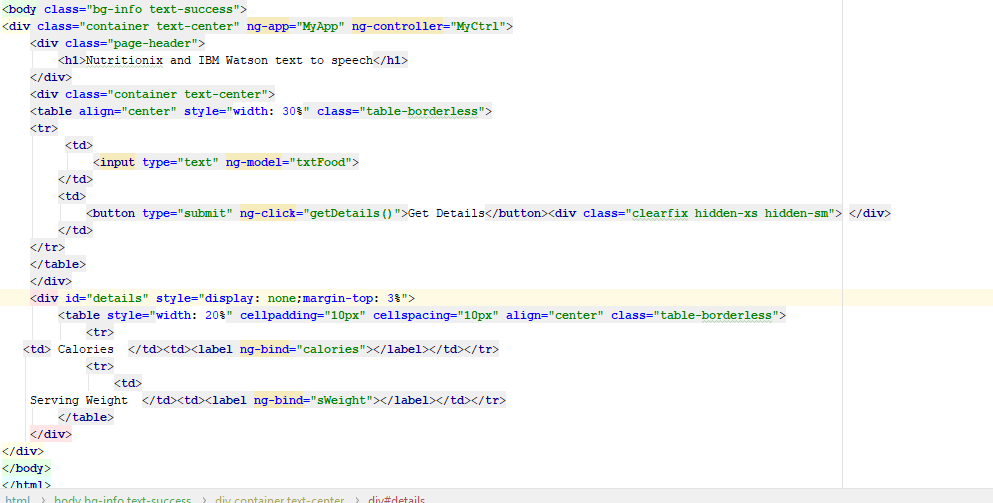 <body class="bg-info text-success">
<div class="container text-center" ng-app="MyApp" ng-controller="MyCtrl">
    <div class="page-header">
        <h1>Nutritionix and IBM Watson text to speech</h1>
    </div>
    <div class="container text-center">
    <table align="center" style="width: 30%" class="table-borderless">
    <tr>
         <td>
             <input type="text" ng-model="txtFood">
        </td>
        <td>
            <button type="submit" ng-click="getDetails()">Get Details</button><div class="clearfix hidden-xs hidden-sm"> </div>
        </td>
    </tr>
    </table>
    </div>
    <div id="details" style="display: none;margin-top: 3%">
        <table style="width: 20%" cellpadding="10px" cellspacing="10px" align="center" class="table-borderless">
            <tr>
   <td> Calories  </td><td><label ng-bind="calories"></label></td></tr>
            <tr>
                <td>
    Serving Weight  </td><td><label ng-bind="sWeight"></label></td></tr>
        </table>
    </div>
</div>
</body>
</html>
html > body.bg-info.text-success > div.container.text-center > div#details